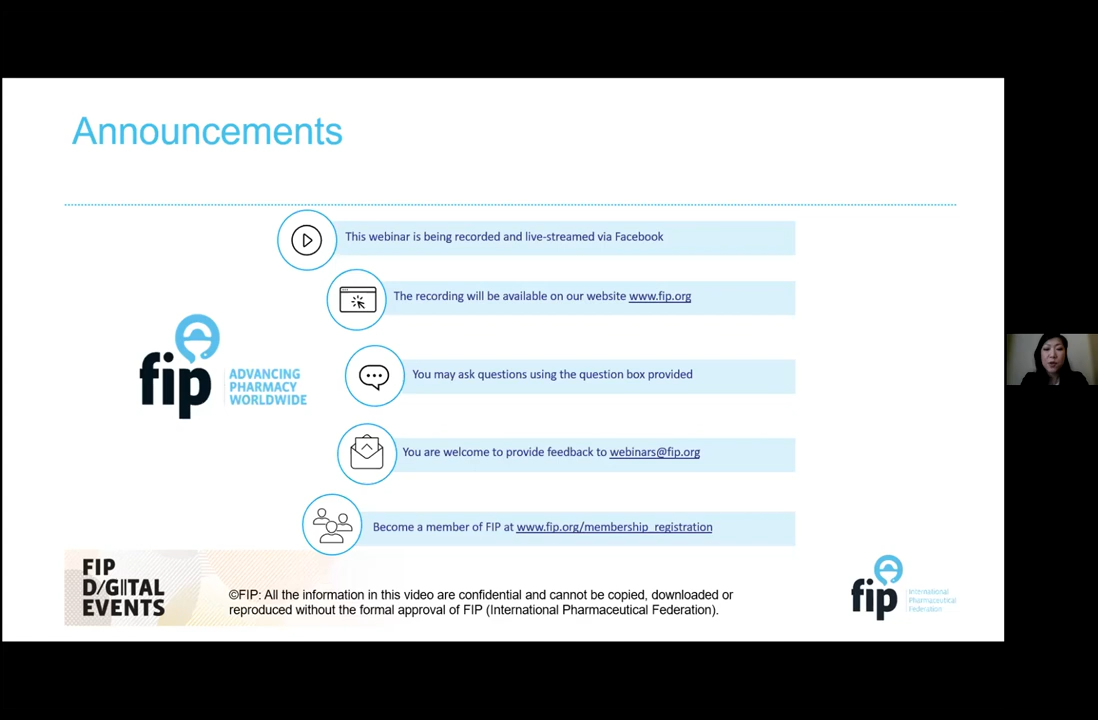 Announcements
This webinar is being recorded and live-streamed via Facebook
The recording will be available on our website www.fip.org
fip
ADVANCING
PHARMACY
WORLDWIDE
You may ask questions using the question box provided
You are welcome to provide feedback to webinars@fip.org
Become a member of FIP at www.fip.org/membership_registration
FIP
D/GITAL
EVENTS
©FIP: All the information in this video are confidential and cannot be copied, downloaded or
reproduced without the formal approval of FIP (International Pharmaceutical Federation).
fip
International
Pharmaceutical
Federation